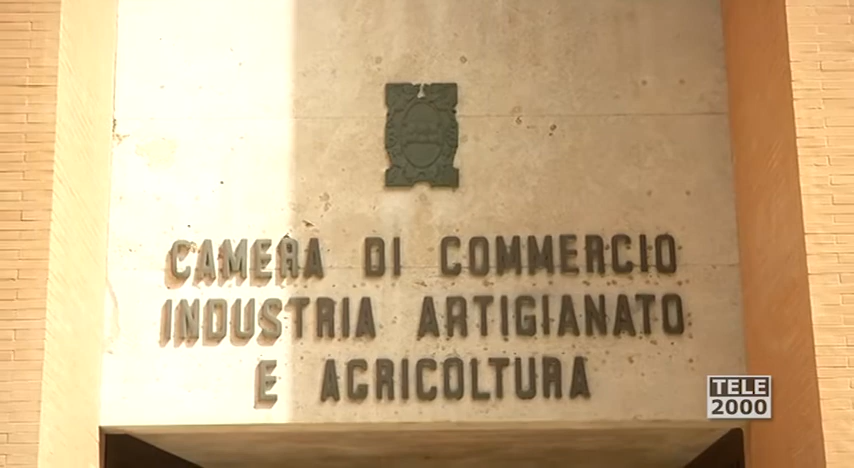 CAMERA DI COMMERCIO
INDUSTRIA ARTIGIANATO
E AGRICOLTURA
TELE
2000